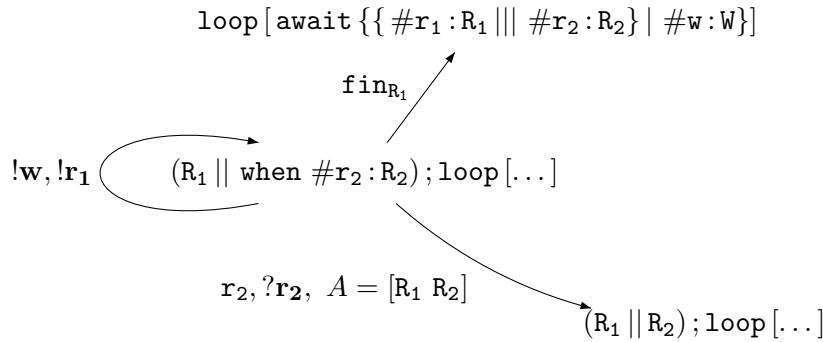 loop [ await {{ #r₁:R₁ ||| #r₂:R₂} | #w:W}]
fin_R₁
!w, !r₁
(R₁ || when #r₂:R₂) ; loop [...]
r₂, ?r₂, A = [R₁ R₂]
(R₁ || R₂) ; loop [...]